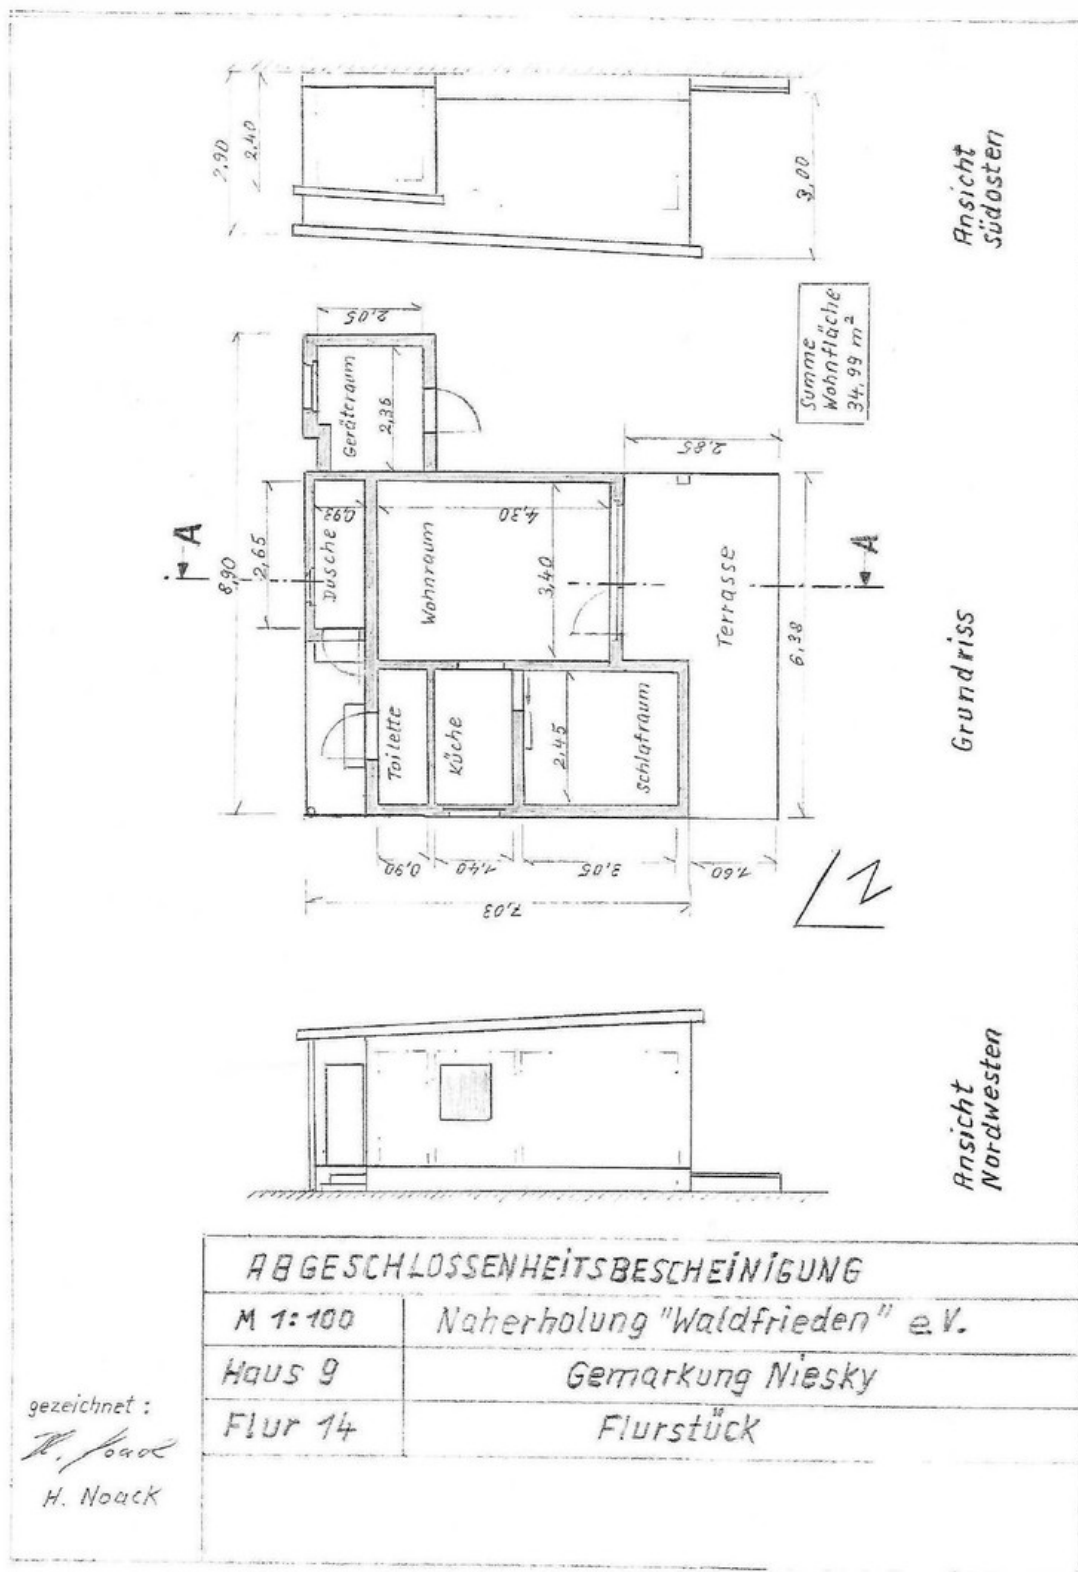 2,90
2,40
3,00
Ansicht
Südosten
2,05
Geräteraum
2,36
Summe
Wohnfläche
34,99 m²
2,85
A
8,90
2,65
0,93
Dusche
4,30
Wohnraum
3,40
Terrasse
A
6,38
Grundriss
Toilette
Küche
2,45
Schlafraum
0,90
1,40
3,05
1,60
7,03
N
Ansicht
Nordwesten
ABGESCHLOSSENHEITSBESCHEINIGUNG
M 1:100
Naherholung "Waldfrieden" e.V.
Haus 9
Gemarkung Niesky
Flur 14
Flurstück
gezeichnet :
H. Noack
H. Noack